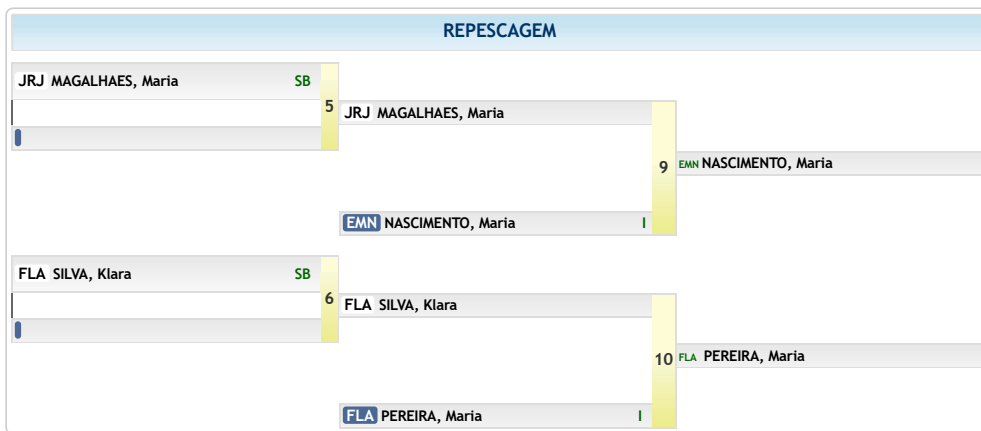 REPESCAGEM
JRJ MAGALHAES, Maria SB
5
JRJ MAGALHAES, Maria
9
EMN NASCIMENTO, Maria
EMN NASCIMENTO, Maria I
FLA SILVA, Klara SB
6
FLA SILVA, Klara
10
FLA PEREIRA, Maria
FLA PEREIRA, Maria I